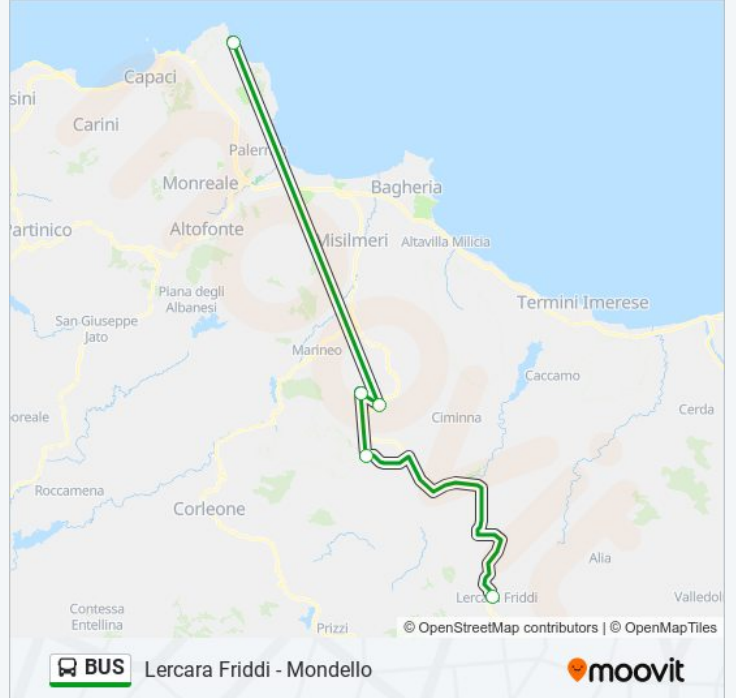 Capaci
sini
Carini
Palermo
Monreale
Bagheria
artinico
Altofonte
Misilmeri
Altavilla Milicia
Piana degli
Albanesi
Termini Imerese
San Giuseppe
Jato
Marineo
Caccamo
oreale
Ciminna
Cerda
Roccamena
Corleone
Alia
Lercara Friddi
Valledol
Contessa
Entellina
Prizzi
© OpenStreetMap contributors | © OpenMapTiles
BUS Lercara Friddi - Mondello
moovit